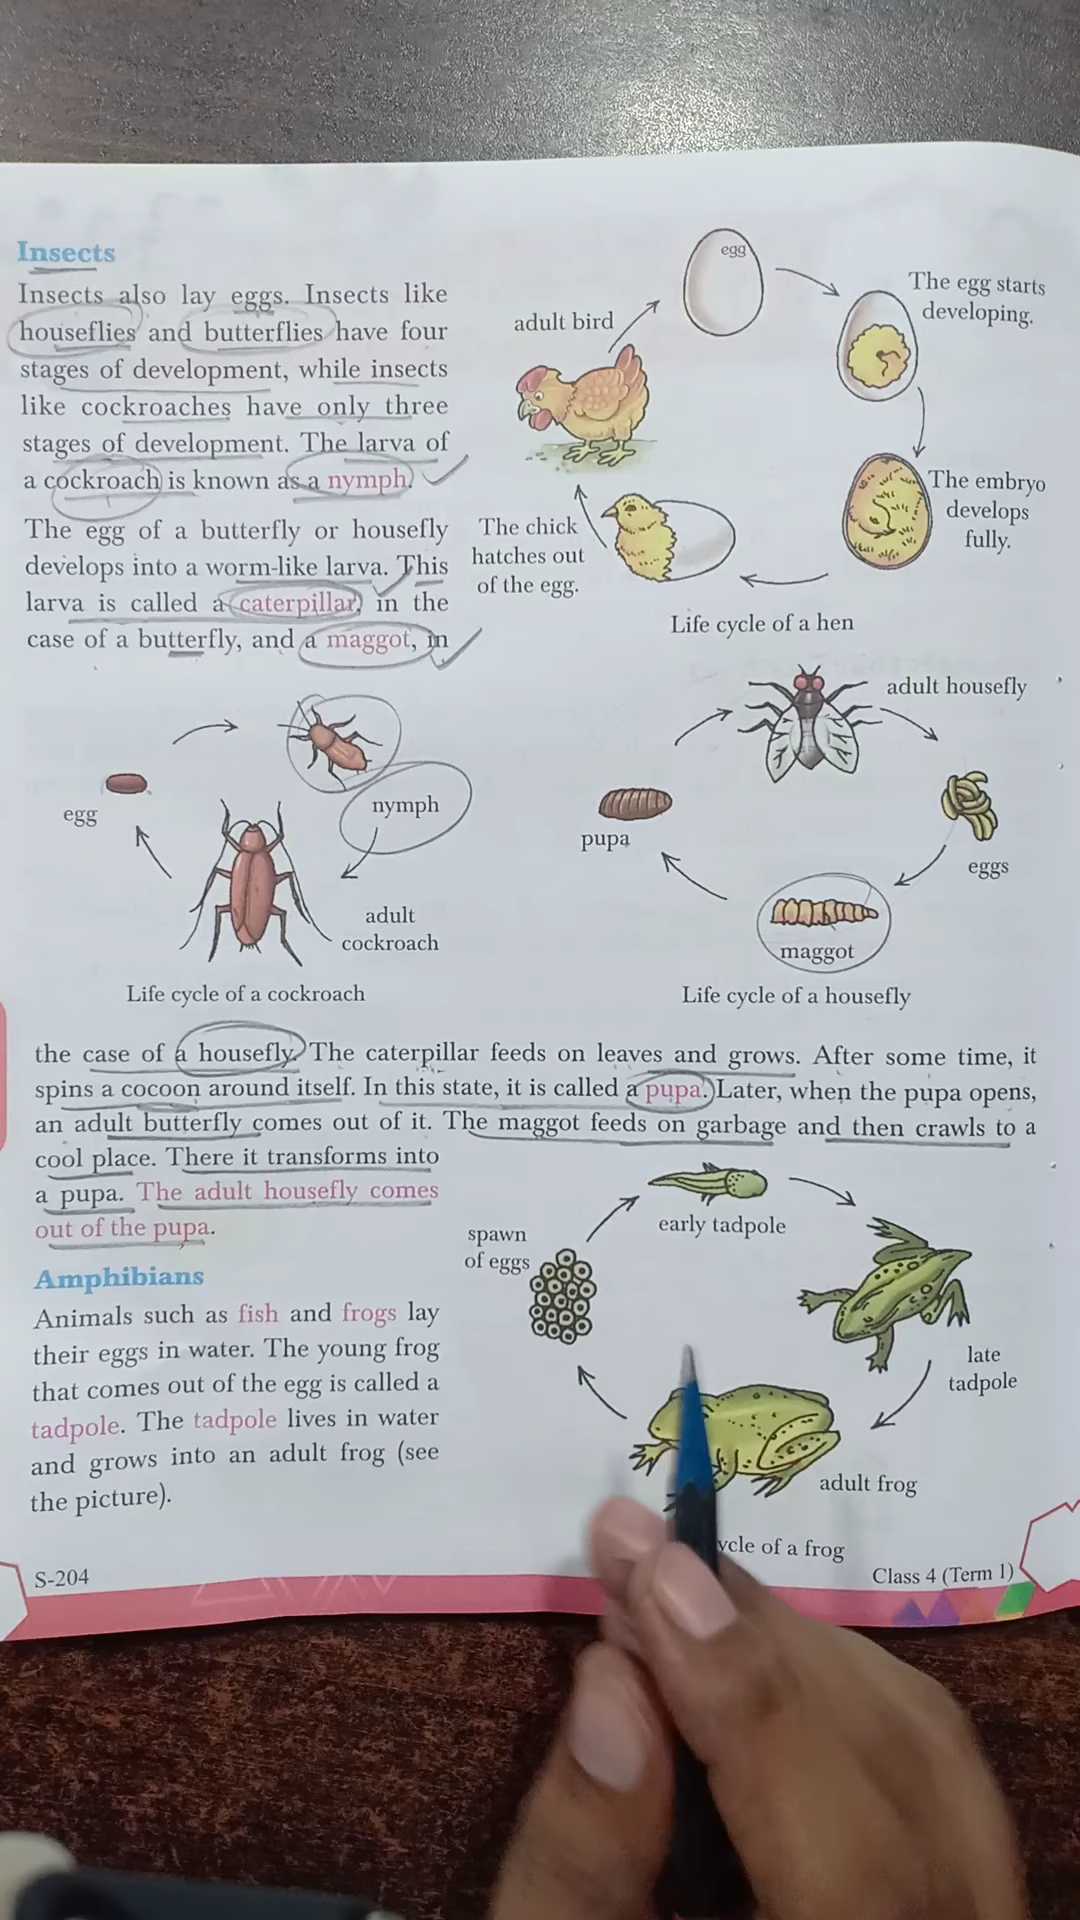 Insects
Insects also lay eggs. Insects like
houseflies and butterflies have four
stages of development, while insects
like cockroaches have only three
stages of development. The larva of
a cockroach is known as a nymph.
The egg of a butterfly or housefly
develops into a worm-like larva. This
larva is called a caterpillar, in the
case of a butterfly, and a maggot, in
egg
The egg starts
developing.
adult bird
The embryo
develops
fully.
The chick
hatches out
of the egg.
Life cycle of a hen
egg
nymph
adult
cockroach
Life cycle of a cockroach
adult housefly
pupa
eggs
maggot
Life cycle of a housefly
the case of a housefly. The caterpillar feeds on leaves and grows. After some time, it
spins a cocoon around itself. In this state, it is called a pupa. Later, when the pupa opens,
an adult butterfly comes out of it. The maggot feeds on garbage and then crawls to a
cool place. There it transforms into
a pupa. The adult housefly comes
out of the pupa.
Amphibians
Animals such as fish and frogs lay
their eggs in water. The young frog
that comes out of the egg is called a
tadpole. The tadpole lives in water
and grows into an adult frog (see
the picture).
early tadpole
spawn
of eggs
late
tadpole
adult frog
ycle of a frog
S-204
Class 4 (Term 1)